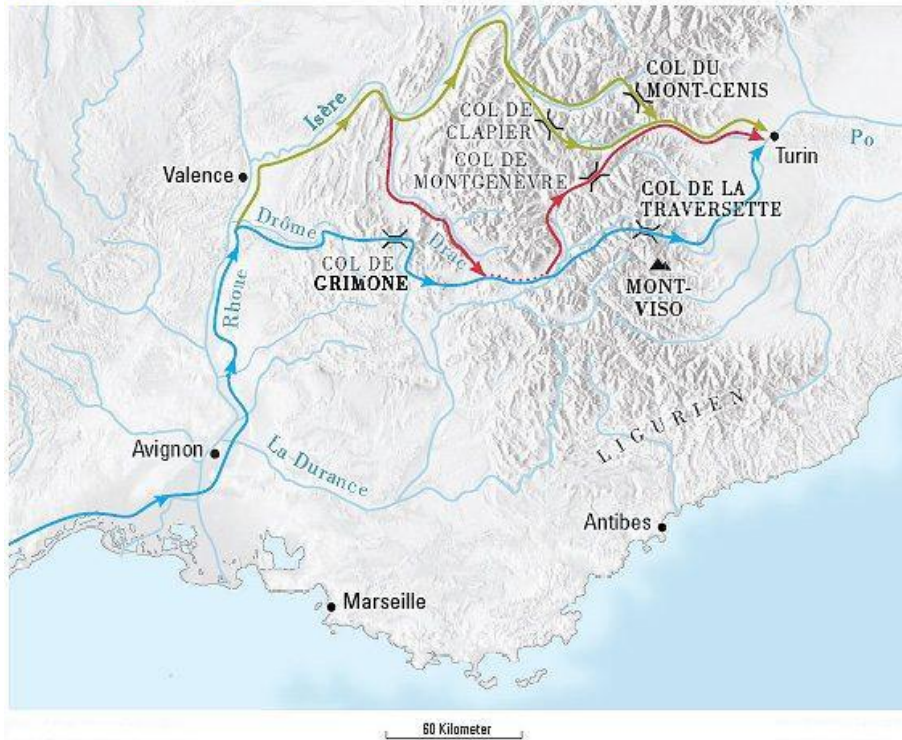 COL DU
MONT-CENIS
Isère
COL DE
CLAPIER
Po
Turin
COL DE
MONTGENEVRE
Valence
COL DE LA
TRAVERSETTE
Drôme
Drac
COL DE
GRIMONE
MONT-
VISO
Rhone
LIGURIEN
Avignon
La Durance
Antibes
Marseille
60 Kilometer